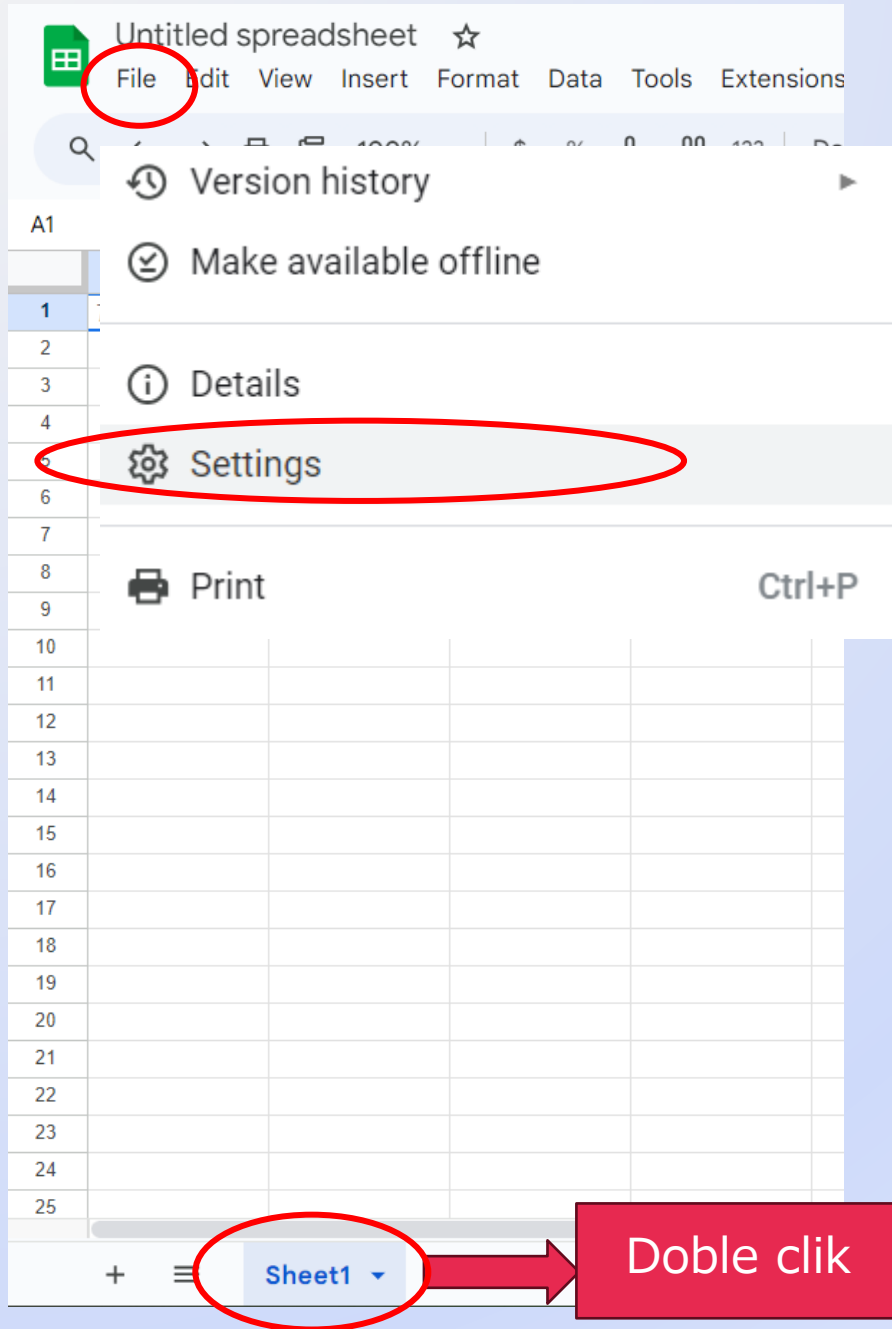 Untitled spreadsheet
File Edit View Insert Format Data Tools Extensions
Version history
A1
Make available offline
1
2
3
Details
4
5
Settings
6
7
8
Print Ctrl+P
9
10
11
12
13
14
15
16
17
18
19
20
21
22
23
24
25
Sheet1
Doble clik